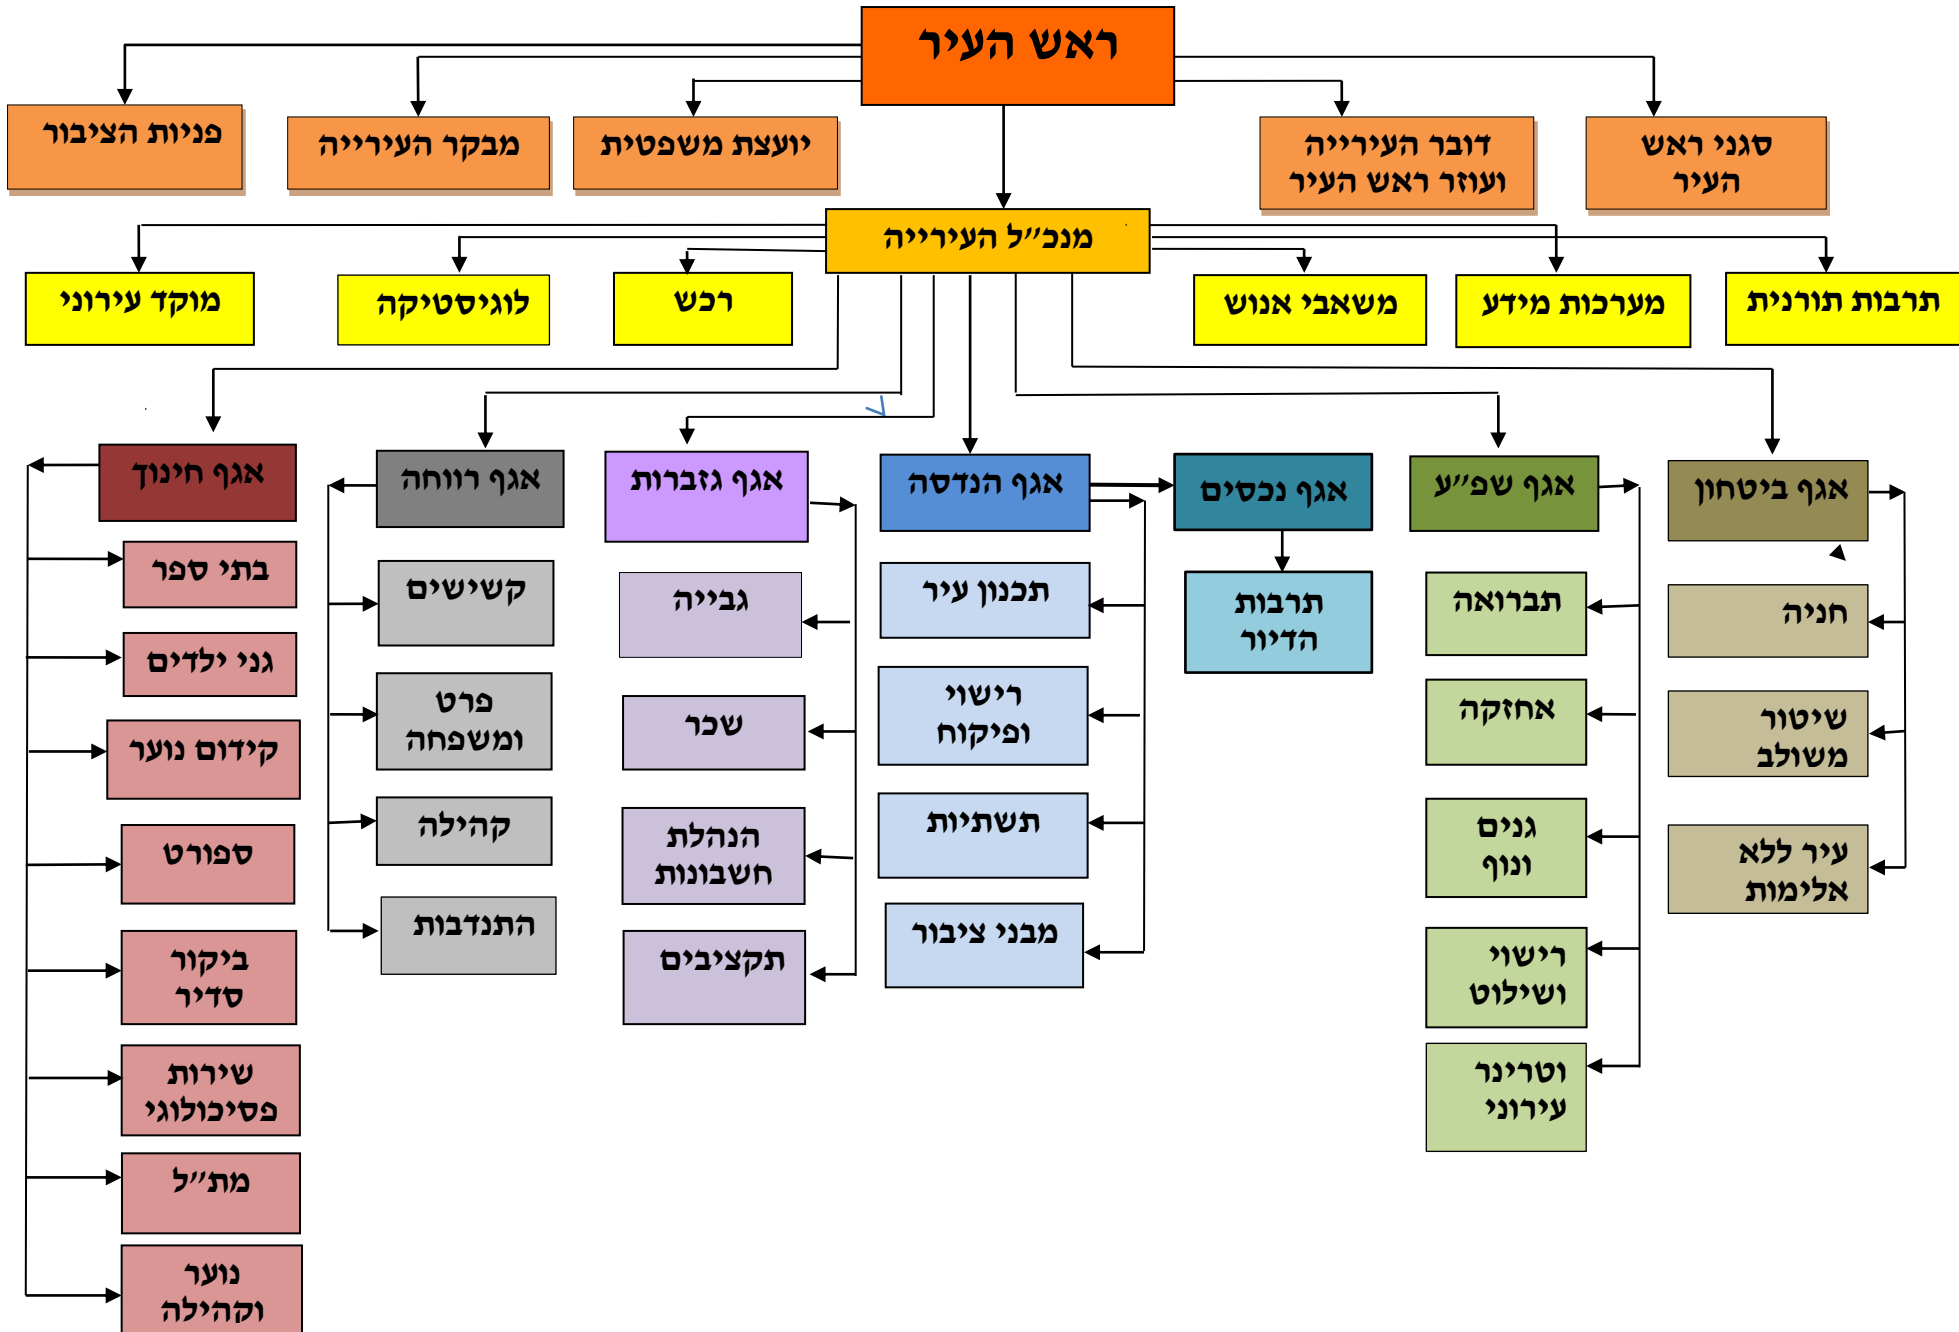 ראש העיר
סגני ראש
העיר
דובר העירייה
ועוזר ראש העיר
יועצת משפטית
מבקר העירייה
פניות הציבור
מנכ״ל העירייה
תרבות תורנית
מערכות מידע
משאבי אנוש
רכש
לוגיסטיקה
מוקד עירוני
אגף ביטחון
חניה
שיטור
משולב
עיר ללא
אלימות
אגף שפ״ע
תברואה
אחזקה
גנים
ונוף
רישוי
ושילוט
וטרינר
עירוני
אגף נכסים
תרבות
הדיור
אגף הנדסה
תכנון עיר
רישוי
ופיקוח
תשתיות
מבני ציבור
אגף גזברות
גבייה
שכר
הנהלת
חשבונות
תקציבים
אגף רווחה
קשישים
פרט
ומשפחה
קהילה
התנדבות
אגף חינוך
בתי ספר
גני ילדים
קידום נוער
ספורט
ביקור
סדיר
שירות
פסיכולוגי
מת״ל
נוער
וקהילה